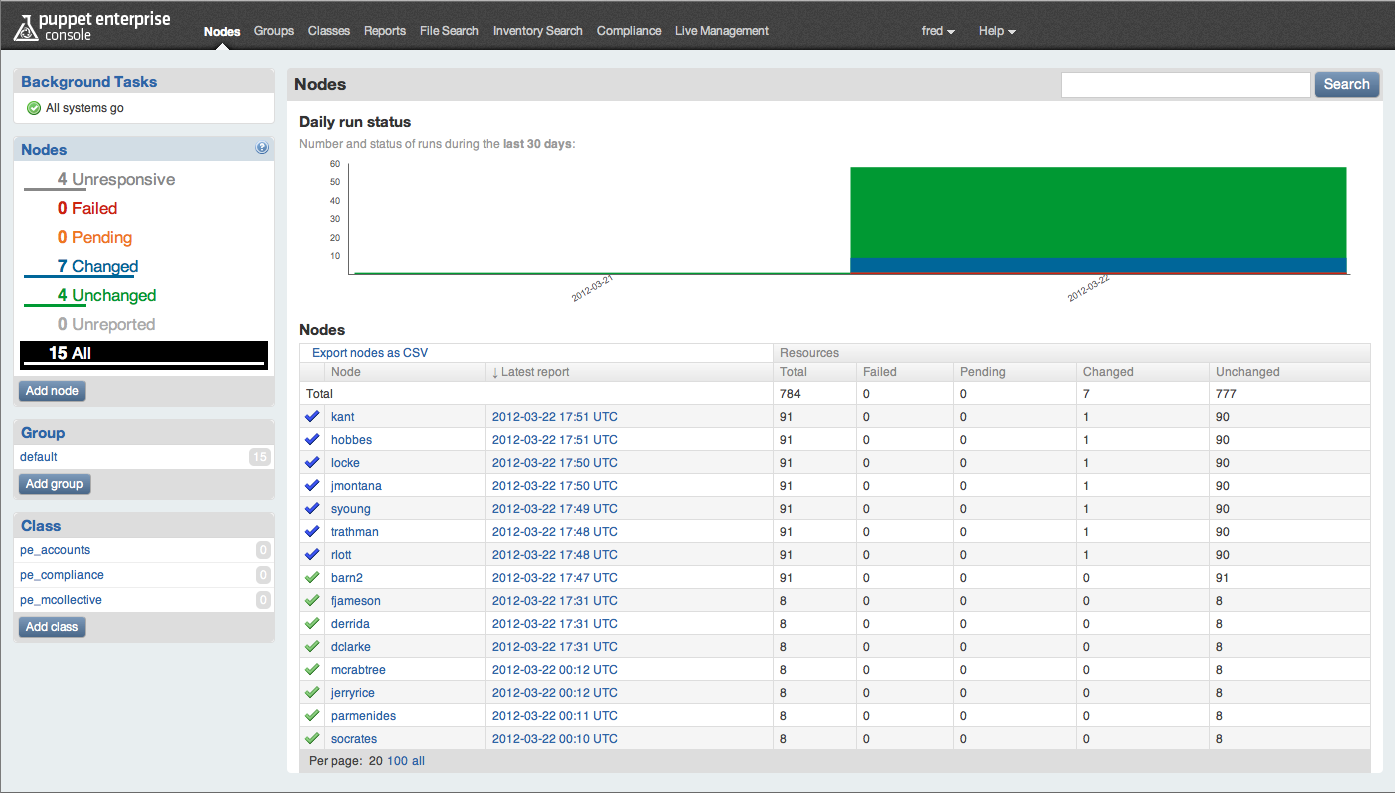 puppet enterprise
console
Nodes Groups Classes Reports File Search Inventory Search Compliance Live Management fred Help
Background Tasks
All systems go
Nodes
?
4 Unresponsive
0 Failed
0 Pending
7 Changed
4 Unchanged
0 Unreported
15 All
Add node
Group
default 15
Add group
Class
pe_accounts 0
pe_compliance 0
pe_mcollective 0
Add class
Nodes Search
Daily run status
Number and status of runs during the last 30 days:
60
50
40
30
20
10
2012-03-21 2012-03-22
Nodes
Export nodes as CSV Resources
Node ↓ Latest report Total Failed Pending Changed Unchanged
Total 784 0 0 7 777
kant 2012-03-22 17:51 UTC 91 0 0 1 90
hobbes 2012-03-22 17:51 UTC 91 0 0 1 90
locke 2012-03-22 17:50 UTC 91 0 0 1 90
jmontana 2012-03-22 17:50 UTC 91 0 0 1 90
syoung 2012-03-22 17:49 UTC 91 0 0 1 90
trathman 2012-03-22 17:48 UTC 91 0 0 1 90
rlott 2012-03-22 17:48 UTC 91 0 0 1 90
barn2 2012-03-22 17:47 UTC 91 0 0 0 91
fjameson 2012-03-22 17:31 UTC 8 0 0 0 8
derrida 2012-03-22 17:31 UTC 8 0 0 0 8
dclarke 2012-03-22 17:31 UTC 8 0 0 0 8
mcrabtree 2012-03-22 00:12 UTC 8 0 0 0 8
jerryrice 2012-03-22 00:12 UTC 8 0 0 0 8
parmenides 2012-03-22 00:11 UTC 8 0 0 0 8
socrates 2012-03-22 00:10 UTC 8 0 0 0 8
Per page: 20 100 all